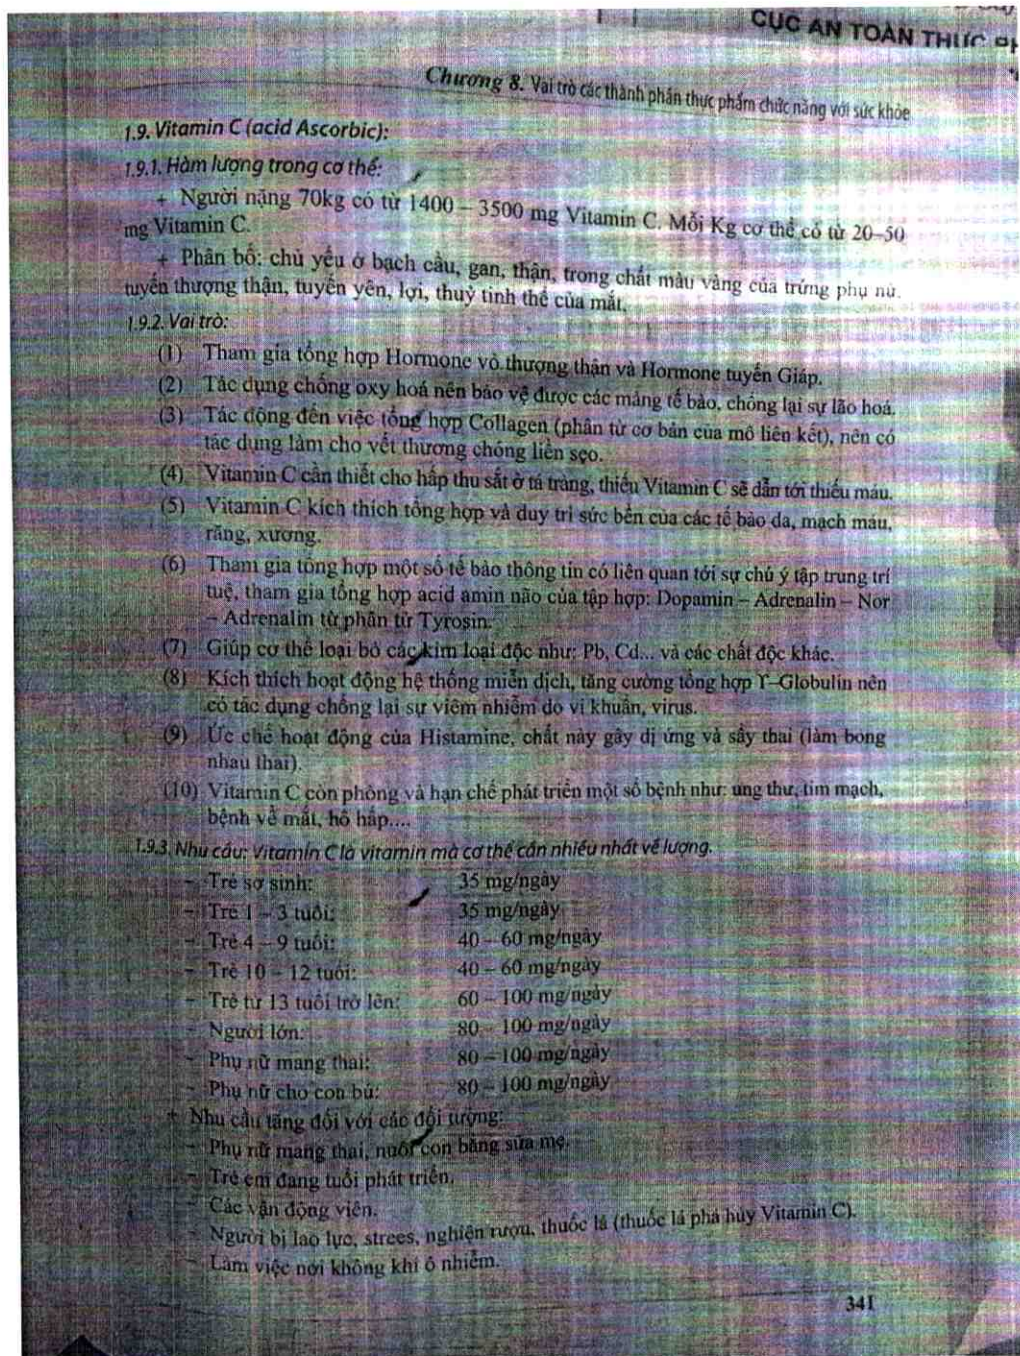 CỤC AN TOÀN THỰC
Chương 8. Vai trò các thành phần thực phẩm chức năng với sức khỏe
1.9. Vitamin C (acid Ascorbic):
1.9.1. Hàm lượng trong cơ thể:
+ Người nặng 70kg có từ 1400 – 3500 mg Vitamin C. Mỗi Kg cơ thể có từ 20–50
mg Vitamin C.
+ Phân bố: chủ yếu ở bạch cầu, gan, thận, trong chất màu vàng của trứng phụ nữ.
tuyến thượng thận, tuyến yên, lợi, thuỷ tinh thể của mắt.
1.9.2. Vai trò:
(1) Tham gia tổng hợp Hormone vỏ thượng thận và Hormone tuyến Giáp.
(2) Tác dụng chống oxy hoá nên bảo vệ được các màng tế bào, chống lại sự lão hoá.
(3) Tác động đến việc tổng hợp Collagen (phân tử cơ bản của mô liên kết), nên có
tác dụng làm cho vết thương chóng liền sẹo.
(4) Vitamin C cần thiết cho hấp thu sắt ở tá tràng, thiếu Vitamin C sẽ dẫn tới thiếu máu.
(5) Vitamin C kích thích tổng hợp và duy trì sức bền của các tế bào da, mạch máu,
răng, xương.
(6) Tham gia tổng hợp một số tế bào thông tin có liên quan tới sự chú ý tập trung trí
tuệ, tham gia tổng hợp acid amin não của tập hợp: Dopamin – Adrenalin – Nor
– Adrenalin từ phân tử Tyrosin.
(7) Giúp cơ thể loại bỏ các kim loại độc như: Pb, Cd... và các chất độc khác.
(8) Kích thích hoạt động hệ thống miễn dịch, tăng cường tổng hợp ϒ–Globulin nên
có tác dụng chống lại sự viêm nhiễm do vi khuẩn, virus.
(9) Ức chế hoạt động của Histamine, chất này gây dị ứng và sẩy thai (làm bong
nhau thai).
(10) Vitamin C còn phòng và hạn chế phát triển một số bệnh như: ung thư, tim mạch,
bệnh về mắt, hô hấp....
1.9.3. Nhu cầu: Vitamin C là vitamin mà cơ thể cần nhiều nhất về lượng.
– Trẻ sơ sinh: 35 mg/ngày
– Trẻ 1 – 3 tuổi: 35 mg/ngày
– Trẻ 4 – 9 tuổi: 40 – 60 mg/ngày
– Trẻ 10 – 12 tuổi: 40 – 60 mg/ngày
– Trẻ từ 13 tuổi trở lên: 60 – 100 mg/ngày
– Người lớn: 80 – 100 mg/ngày
– Phụ nữ mang thai: 80 – 100 mg/ngày
– Phụ nữ cho con bú: 80 – 100 mg/ngày
+ Nhu cầu tăng đối với các đối tượng:
– Phụ nữ mang thai, nuôi con bằng sữa mẹ.
– Trẻ em đang tuổi phát triển.
– Các vận động viên.
– Người bị lao lực, strees, nghiện rượu, thuốc lá (thuốc lá phá hủy Vitamin C).
– Làm việc nơi không khí ô nhiễm.
341